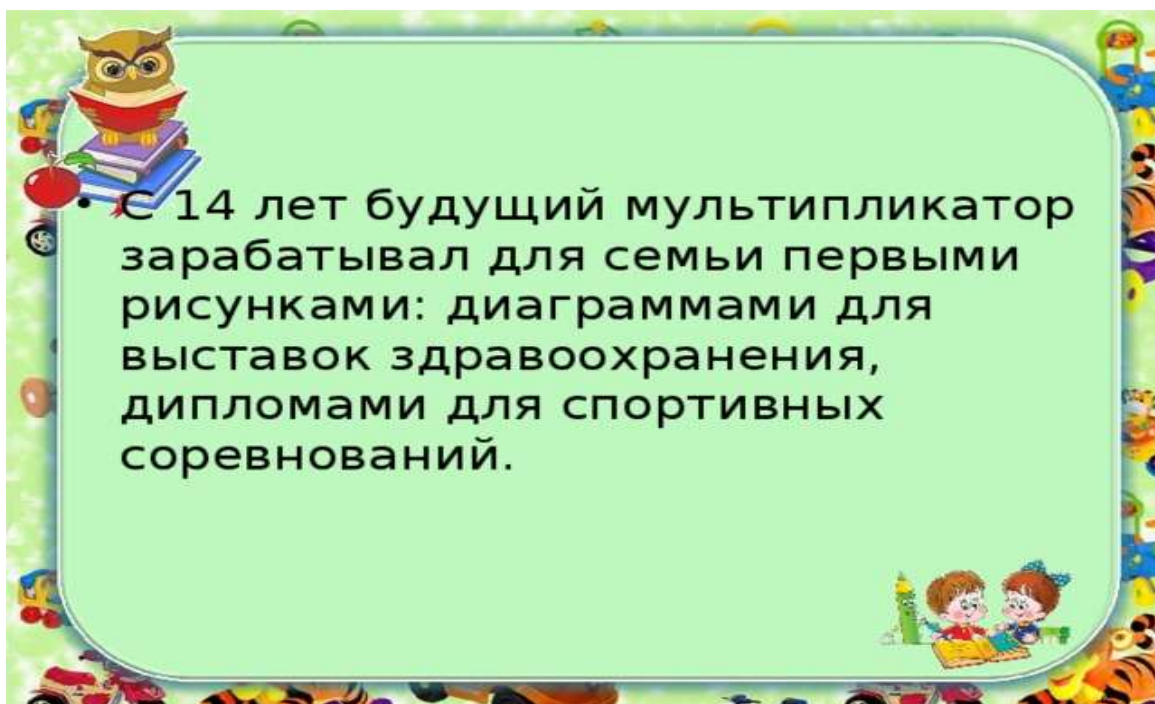 • С 14 лет будущий мультипликатор
зарабатывал для семьи первыми
рисунками: диаграммами для
выставок здравоохранения,
дипломами для спортивных
соревнований.